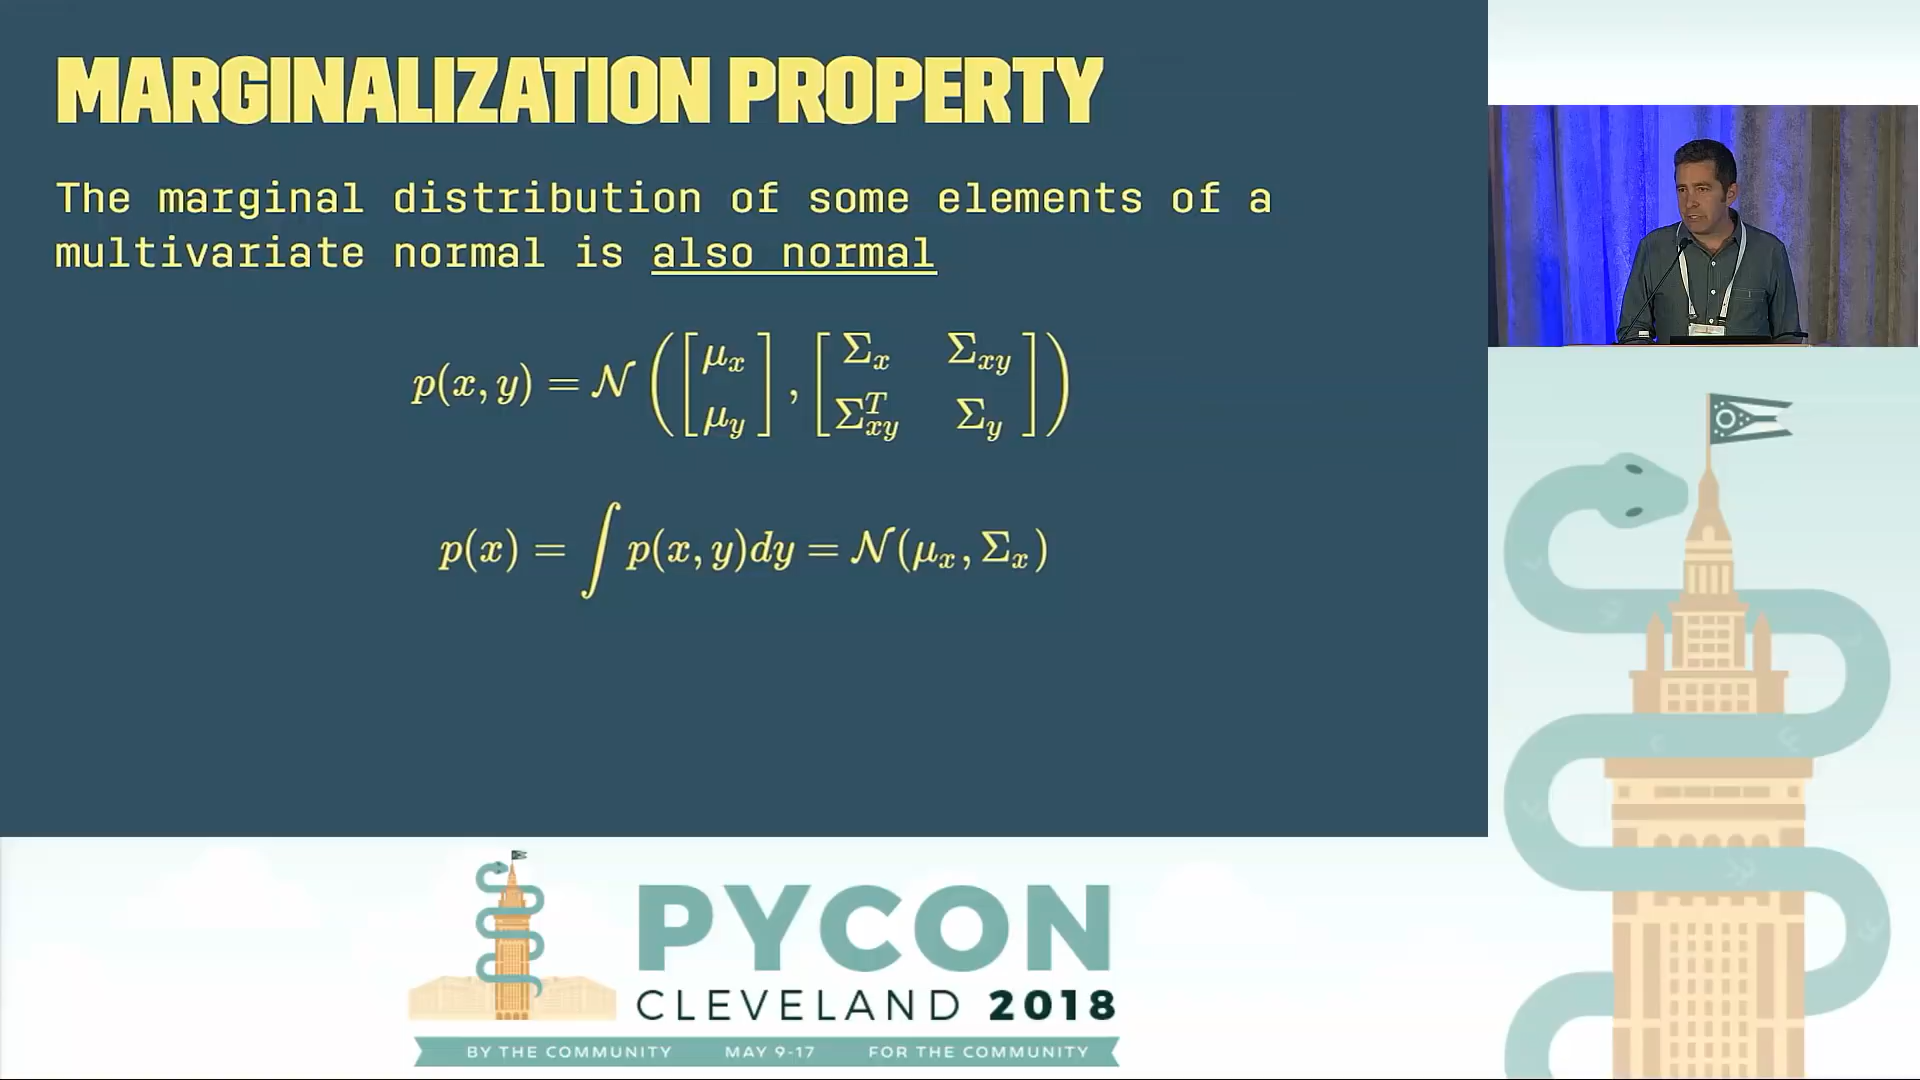 MARGINALIZATION PROPERTY
The marginal distribution of some elements of a
multivariate normal is also normal
p(x, y) = 𝒩 ( [ μ_x ; μ_y ] , [ Σ_x  Σ_xy ; Σ_xy^T  Σ_y ] )
p(x) = ∫ p(x, y)dy = 𝒩(μ_x, Σ_x)
PYCON
CLEVELAND 2018
BY THE COMMUNITY MAY 9-17 FOR THE COMMUNITY